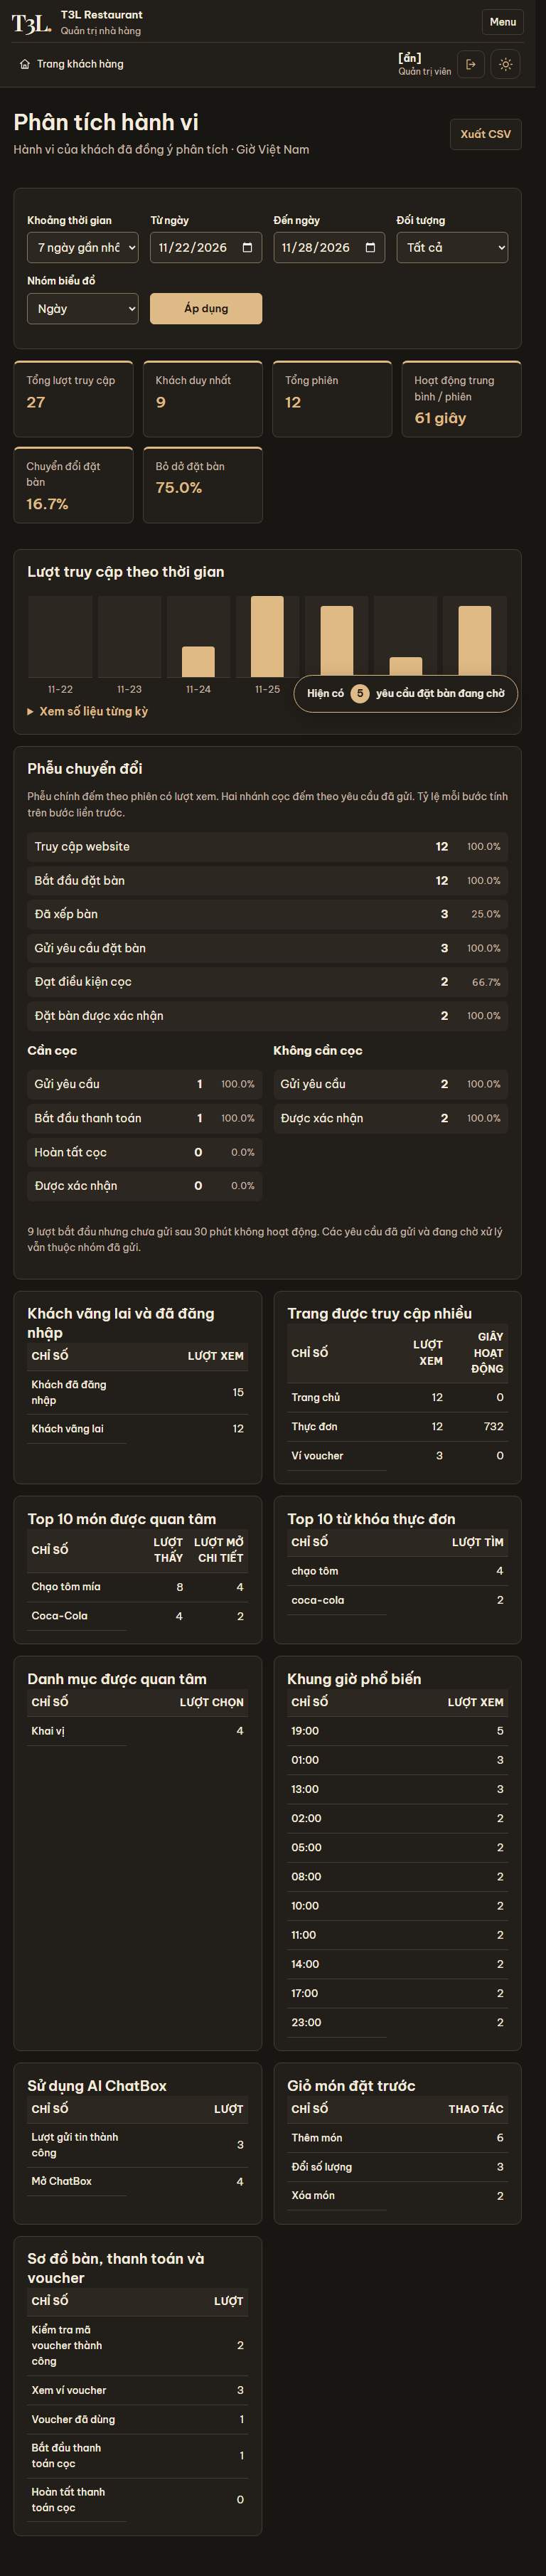 T3L.
T3L Restaurant
Quản trị nhà hàng
Menu
Trang khách hàng
[ẩn]
Quản trị viên
Phân tích hành vi
Hành vi của khách đã đồng ý phân tích · Giờ Việt Nam
Xuất CSV
Khoảng thời gian
Từ ngày
Đến ngày
Đối tượng
7 ngày gần nhấ
11/22/2026
11/28/2026
Tất cả
Nhóm biểu đồ
Ngày
Áp dụng
Tổng lượt truy cập
27
Khách duy nhất
9
Tổng phiên
12
Hoạt động trung
bình / phiên
61 giây
Chuyển đổi đặt
bàn
16.7%
Bỏ dở đặt bàn
75.0%
Lượt truy cập theo thời gian
11-22 11-23 11-24 11-25
Hiện có 5 yêu cầu đặt bàn đang chờ
Xem số liệu từng kỳ
Phễu chuyển đổi
Phễu chính đếm theo phiên có lượt xem. Hai nhánh cọc đếm theo yêu cầu đã gửi. Tỷ lệ mỗi bước tính
trên bước liền trước.
Truy cập website 12 100.0%
Bắt đầu đặt bàn 12 100.0%
Đã xếp bàn 3 25.0%
Gửi yêu cầu đặt bàn 3 100.0%
Đạt điều kiện cọc 2 66.7%
Đặt bàn được xác nhận 2 100.0%
Cần cọc
Gửi yêu cầu 1 100.0%
Bắt đầu thanh toán 1 100.0%
Hoàn tất cọc 0 0.0%
Được xác nhận 0 0.0%
Không cần cọc
Gửi yêu cầu 2 100.0%
Được xác nhận 2 100.0%
9 lượt bắt đầu nhưng chưa gửi sau 30 phút không hoạt động. Các yêu cầu đã gửi và đang chờ xử lý
vẫn thuộc nhóm đã gửi.
Khách vãng lai và đã đăng
nhập
CHỈ SỐ LƯỢT XEM
Khách đã đăng
nhập 15
Khách vãng lai 12
Trang được truy cập nhiều
CHỈ SỐ LƯỢT XEM GIÂY HOẠT ĐỘNG
Trang chủ 12 0
Thực đơn 12 732
Ví voucher 3 0
Top 10 món được quan tâm
CHỈ SỐ LƯỢT THẤY LƯỢT MỞ CHI TIẾT
Chạo tôm mía 8 4
Coca-Cola 4 2
Top 10 từ khóa thực đơn
CHỈ SỐ LƯỢT TÌM
chạo tôm 4
coca-cola 2
Danh mục được quan tâm
CHỈ SỐ LƯỢT CHỌN
Khai vị 4
Khung giờ phổ biến
CHỈ SỐ LƯỢT XEM
19:00 5
01:00 3
13:00 3
02:00 2
05:00 2
08:00 2
10:00 2
11:00 2
14:00 2
17:00 2
23:00 2
Sử dụng AI ChatBox
CHỈ SỐ LƯỢT
Lượt gửi tin thành
công 3
Mở ChatBox 4
Giỏ món đặt trước
CHỈ SỐ THAO TÁC
Thêm món 6
Đổi số lượng 3
Xóa món 2
Sơ đồ bàn, thanh toán và
voucher
CHỈ SỐ LƯỢT
Kiểm tra mã
voucher thành
công 2
Xem ví voucher 3
Voucher đã dùng 1
Bắt đầu thanh
toán cọc 1
Hoàn tất thanh
toán cọc 0